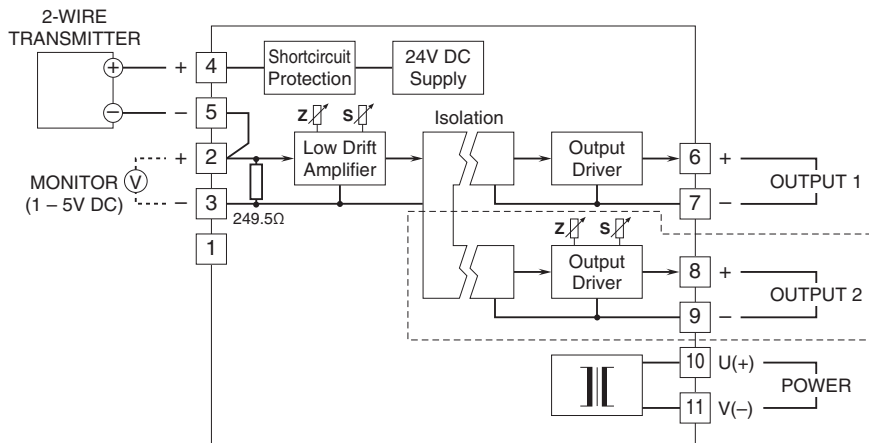 2-WIRE
TRANSMITTER
+
−
+
−
4
5
Shortcircuit
Protection
24V DC
Supply
Z
S
Isolation
MONITOR
(1 – 5V DC)
V
+
−
2
3
1
249.5Ω
Low Drift
Amplifier
Output
Driver
6
+
7
–
OUTPUT 1
Z
S
Output
Driver
8
+
9
–
OUTPUT 2
10
U(+)
11
V(–)
POWER